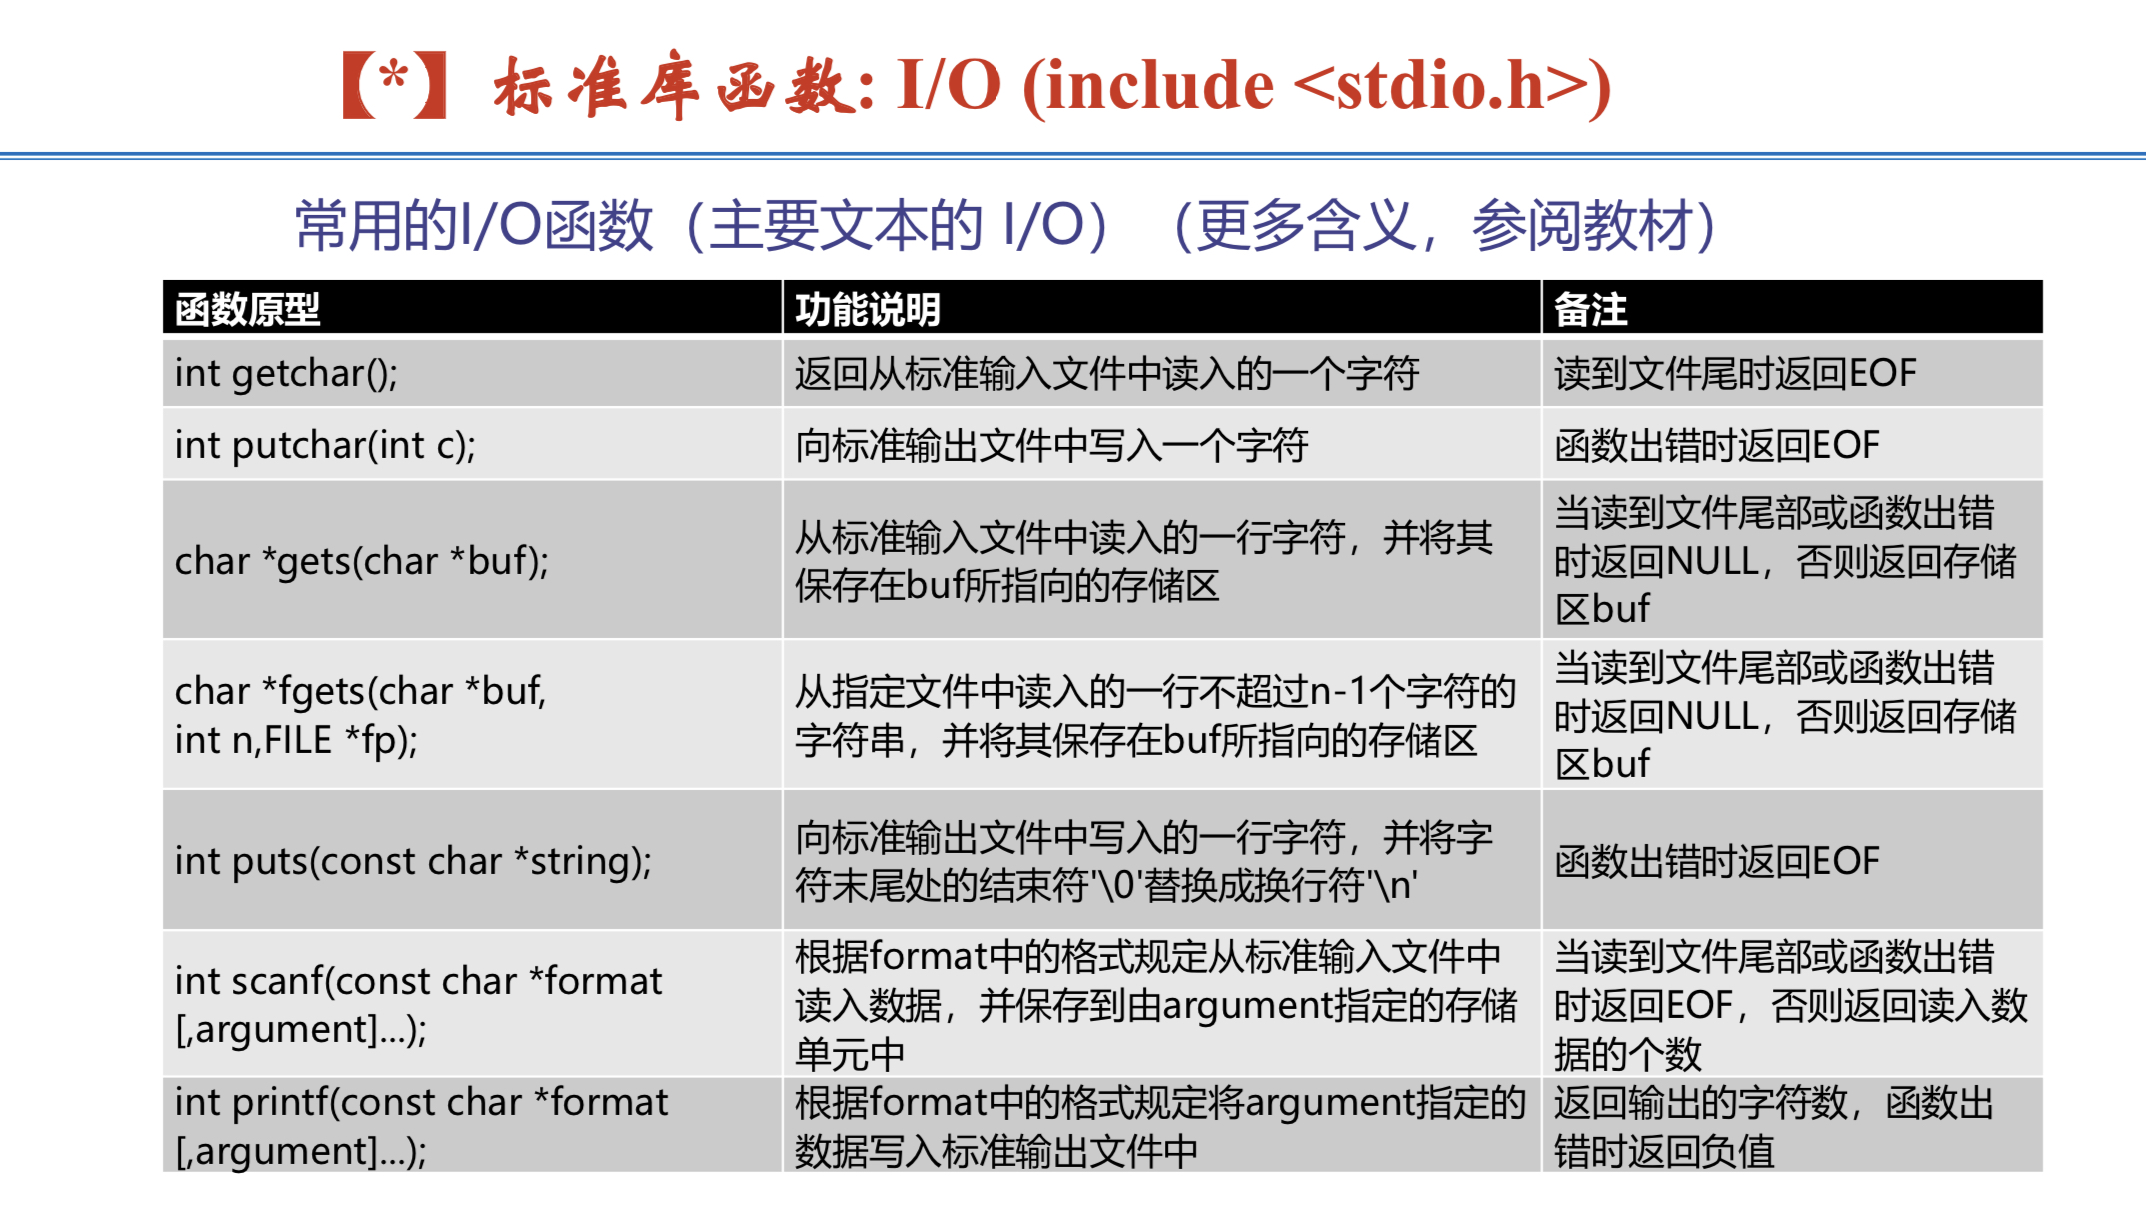 【*】标准库函数: I/O (include <stdio.h>)
常用的I/O函数（主要文本的 I/O）（更多含义，参阅教材）
函数原型
功能说明
备注
int getchar();
返回从标准输入文件中读入的一个字符
读到文件尾时返回EOF
int putchar(int c);
向标准输出文件中写入一个字符
函数出错时返回EOF
char *gets(char *buf);
从标准输入文件中读入的一行字符，并将其
保存在buf所指向的存储区
当读到文件尾部或函数出错
时返回NULL，否则返回存储
区buf
char *fgets(char *buf,
int n,FILE *fp);
从指定文件中读入的一行不超过n-1个字符的
字符串，并将其保存在buf所指向的存储区
当读到文件尾部或函数出错
时返回NULL，否则返回存储
区buf
int puts(const char *string);
向标准输出文件中写入的一行字符，并将字
符末尾处的结束符'\0'替换成换行符'\n'
函数出错时返回EOF
int scanf(const char *format
[,argument]…);
根据format中的格式规定从标准输入文件中
读入数据，并保存到由argument指定的存储
单元中
当读到文件尾部或函数出错
时返回EOF，否则返回读入数
据的个数
int printf(const char *format
[,argument]…);
根据format中的格式规定将argument指定的
数据写入标准输出文件中
返回输出的字符数，函数出
错时返回负值